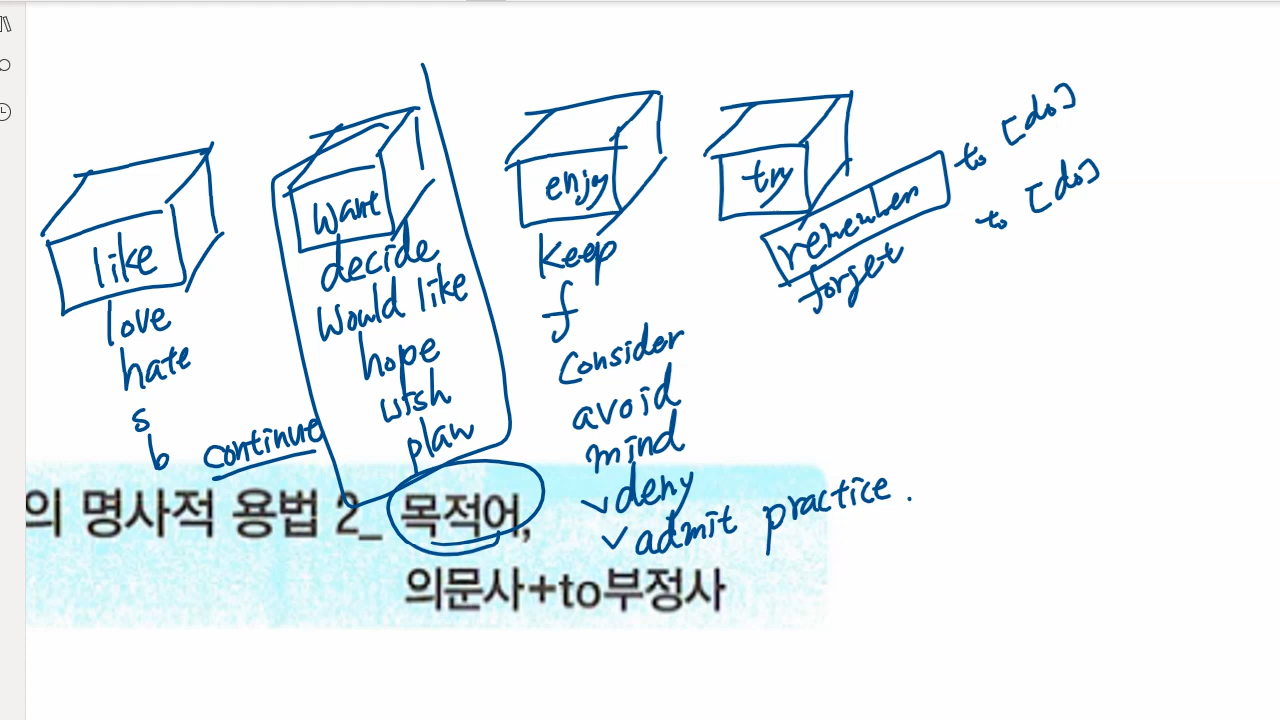 like
love
hate
s
b
continue
want
decide
would like
hope
wish
plan
enjoy
keep
f
consider
avoid
mind
deny
admit practice.
try
remember to [do]
forget to [do]
의 명사적 용법 2_ 목적어,
의문사+to부정사